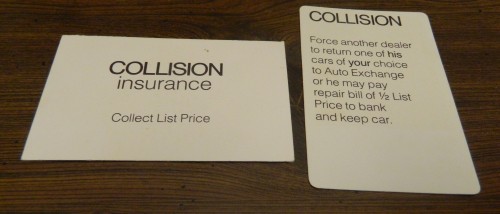 COLLISION
insurance
Collect List Price
COLLISION
Force another dealer
to return one of his
cars of your choice
to Auto Exchange
or he may pay
repair bill of ½ List
Price to bank
and keep car.